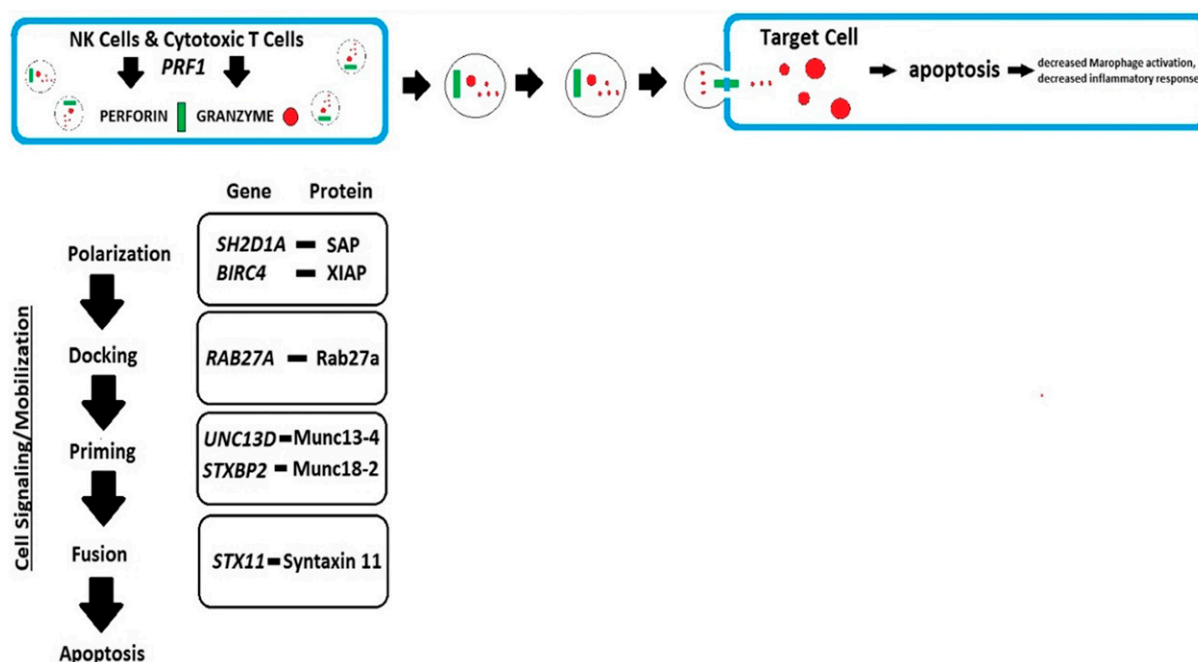 NK Cells & Cytotoxic T Cells
PRF1
PERFORIN GRANZYME
Target Cell
apoptosis
decreased Marophage activation,
decreased inflammatory response
Gene Protein
Polarization
SH2D1A SAP
BIRC4 XIAP
Cell Signaling/Mobilization
Docking
RAB27A Rab27a
Priming
UNC13D Munc13-4
STXBP2 Munc18-2
Fusion
STX11 Syntaxin 11
Apoptosis